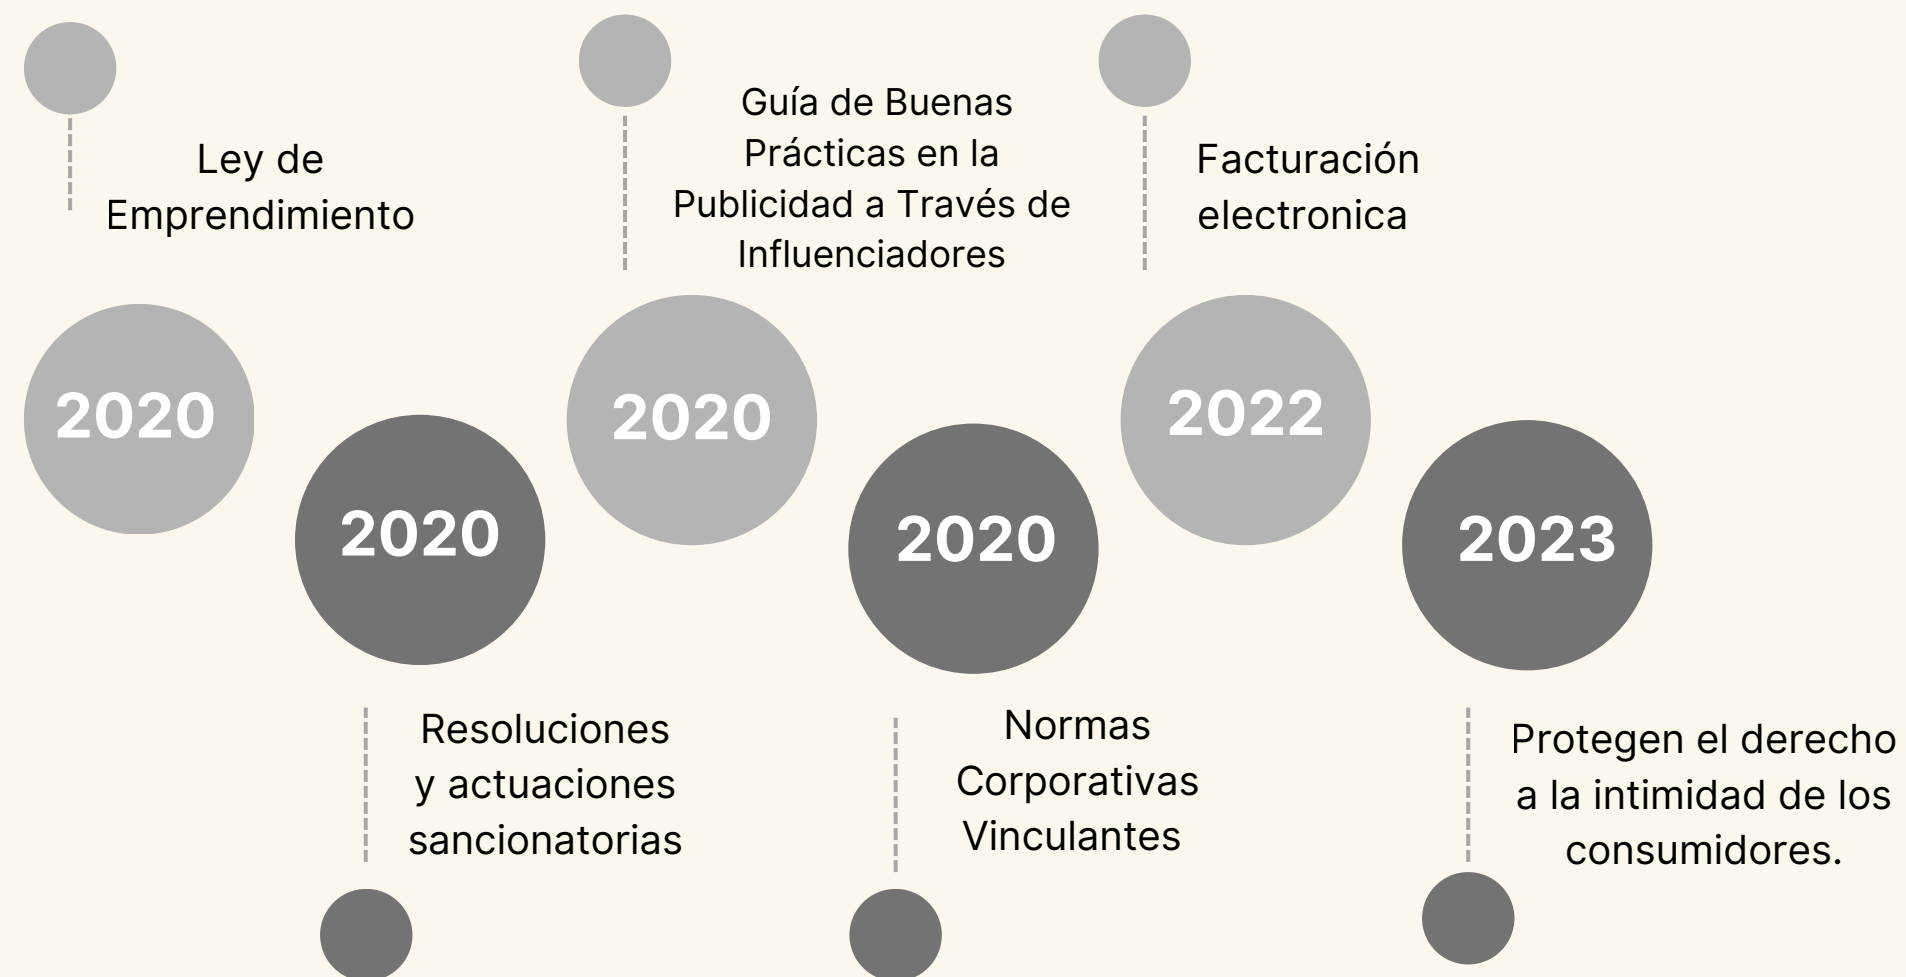 Ley de
Emprendimiento
2020
Resoluciones
y actuaciones
sancionatorias
2020
Guía de Buenas
Prácticas en la
Publicidad a Través de
Influenciadores
2020
Normas
Corporativas
Vinculantes
2020
Facturación
electronica
2022
Protegen el derecho
a la intimidad de los
consumidores.
2023